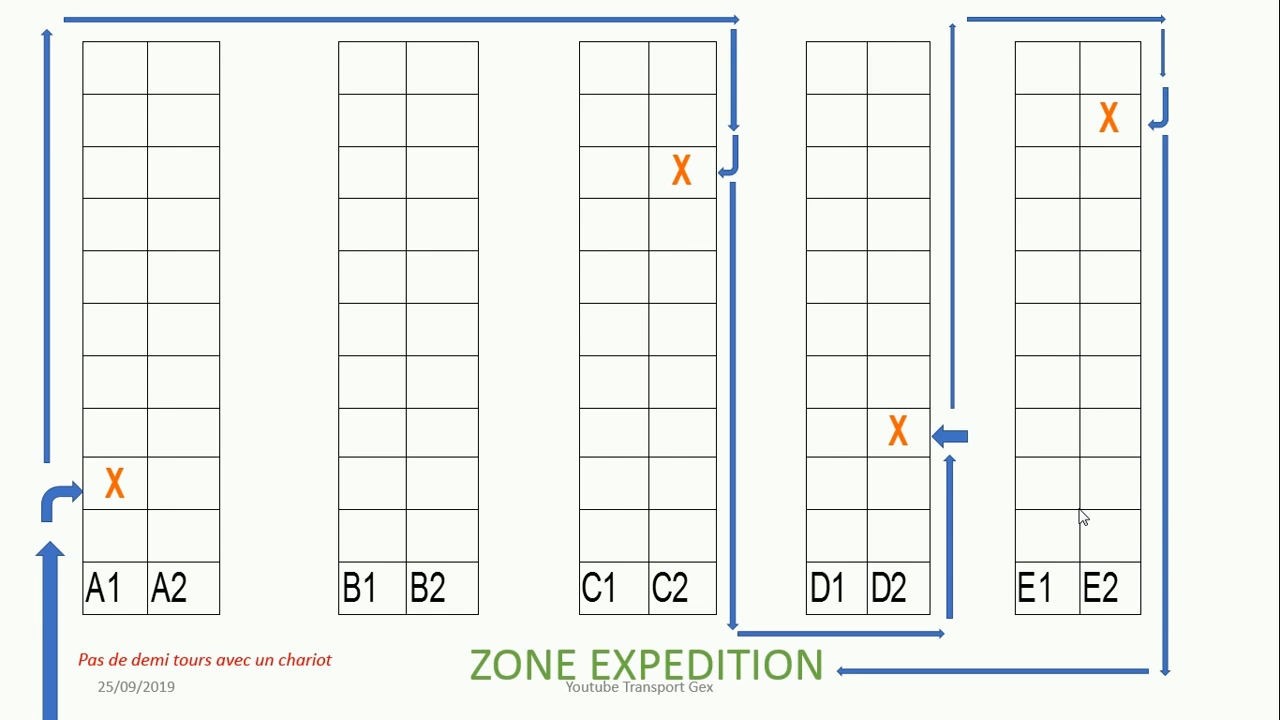 X
X
X
X
A1 A2 B1 B2 C1 C2 D1 D2 E1 E2
Pas de demi tours avec un chariot
ZONE EXPEDITION
25/09/2019
Youtube Transport Gex